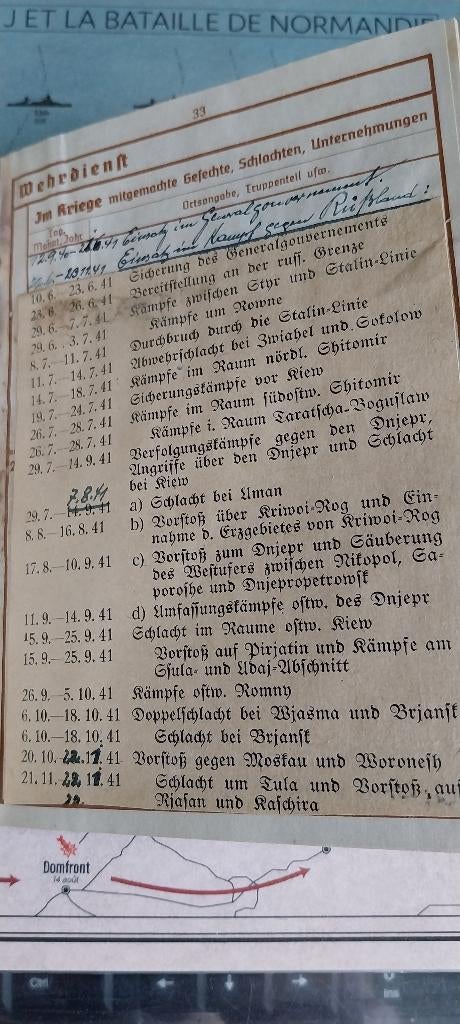 J ET LA BATAILLE DE NORMANDIE
33
Wehrdienst
Im Kriege mitgemachte Gefechte, Schlachten, Unternehmungen
Tag, Monat, Jahr
Ortsangabe, Truppenteil usw.
Einsatz im Generalgouvernement.
Einsatz im Kampf gegen Rußland:
10. 6. 23. 6. 41 Sicherung des Generalgouvernements
23. 6. 26. 6. 41 Bereitstellung an der russ. Grenze
29. 6.–7. 7. 41 Kämpfe zwischen Styr und Stalin-Linie
29. 6. . 3. 7. 41 Kämpfe um Rowne
8. 7.–11. 7. 41 Durchbruch durch die Stalin-Linie
11. 7.–14. 7. 41 Abwehrschlacht bei Zwiahel und Sokolow
14. 7.–18. 7. 41 Kämpfe im Raum nördl. Shitomir
19. 7.–24. 7. 41 Sicherungskämpfe vor Kiew
26. 7.–28. 7. 41 Kämpfe im Raum südostw. Shitomir
26. 7.–28. 7. 41 Kämpfe i. Raum Taratscha-Boguslaw
29. 7.–14. 9. 41 Verfolgungskämpfe gegen den Dnjepr,
Angriffe über den Dnjepr und Schlacht
bei Kiew
7.8.41
29. 7.–14. 9. 41 a) Schlacht bei Uman
8. 8.–16. 8. 41 b) Vorstoß über Kriwoi-Rog und Ein-
nahme d. Erzgebietes von Kriwoi-Rog
17. 8.–10. 9. 41 c) Vorstoß zum Dnjepr und Säuberung
des Westufers zwischen Nikopol, Sa-
poroshe und Dnjepropetrowsk
11. 9.–14. 9. 41 d) Umfassungskämpfe ostw. des Dnjepr
15. 9.–25. 9. 41 Schlacht im Raume ostw. Kiew
15. 9.–25. 9. 41 Vorstoß auf Pirjatin und Kämpfe am
Ssula- und Udaj-Abschnitt
26. 9.–5. 10. 41 Kämpfe ostw. Romny
6. 10.–18. 10. 41 Doppelschlacht bei Wjasma und Brjansk
6. 10.–18. 10. 41 Schlacht bei Brjansk
20. 10. 41 Vorstoß gegen Moskau und Woronesh
21. 11. 41 Schlacht um Tula und Vorstoß auf
Rjasan und Kaschira
Domfront
14 août
Ctrl
Ins